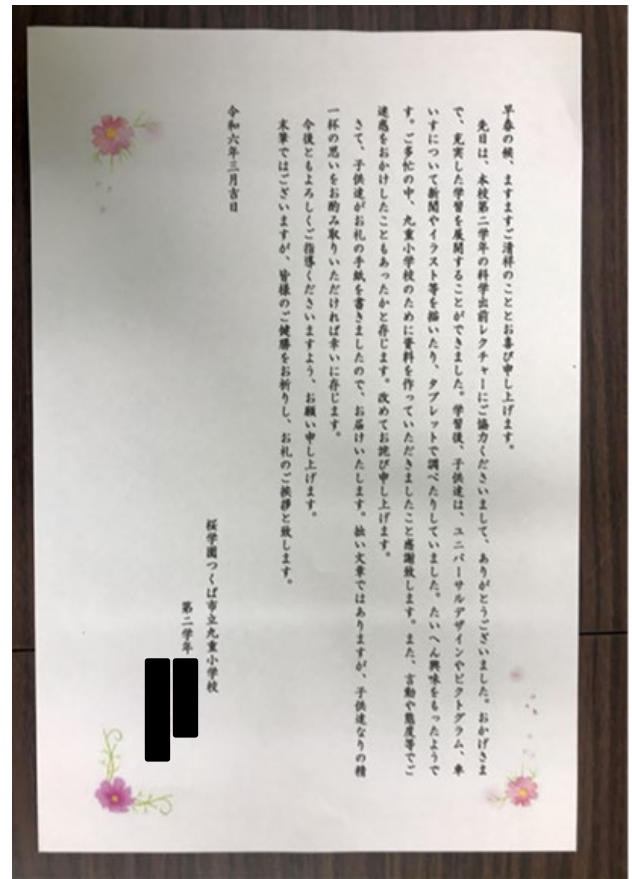 早春の候、ますますご清祥のこととお喜び申し上げます。
先日は、本校第二学年の科学出前レクチャーにご協力くださいまして、ありがとうございました。おかげさま
で、充実した学習を展開することができました。学習後、子供達は、ユニバーサルデザインやピクトグラム、車
いすについて新聞やイラスト等を描いたり、タブレットで調べたりしていました。たいへん興味をもったようで
す。ご多忙の中、九重小学校のために資料を作っていただきましたこと感謝致します。また、言動や態度等でご
迷惑をおかけしたこともあったかと存じます。改めてお詫び申し上げます。
さて、子供達がお礼の手紙を書きましたので、お届けいたします。拙い文章ではありますが、子供達なりの精
一杯の思いをお酌み取りいただければ幸いに存じます。
今後ともよろしくご指導くださいますよう、お願い申し上げます。
末筆ではございますが、皆様のご健勝をお祈りし、お礼のご挨拶と致します。
令和六年三月吉日
桜学園つくば市立九重小学校
第二学年